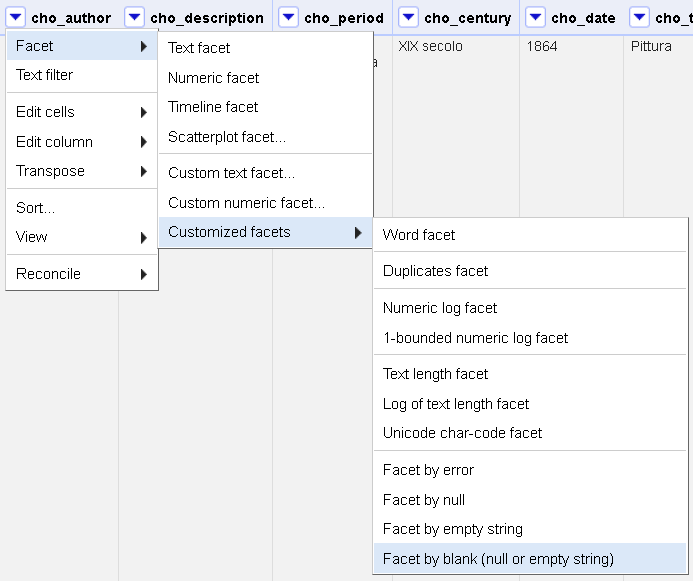 cho_author cho_description cho_period cho_century cho_date cho_t
XIX secolo 1864 Pittura
a
Facet
Text filter
Edit cells
Edit column
Transpose
Sort...
View
Reconcile
Text facet
Numeric facet
Timeline facet
Scatterplot facet...
Custom text facet...
Custom numeric facet...
Customized facets
Word facet
Duplicates facet
Numeric log facet
1-bounded numeric log facet
Text length facet
Log of text length facet
Unicode char-code facet
Facet by error
Facet by null
Facet by empty string
Facet by blank (null or empty string)